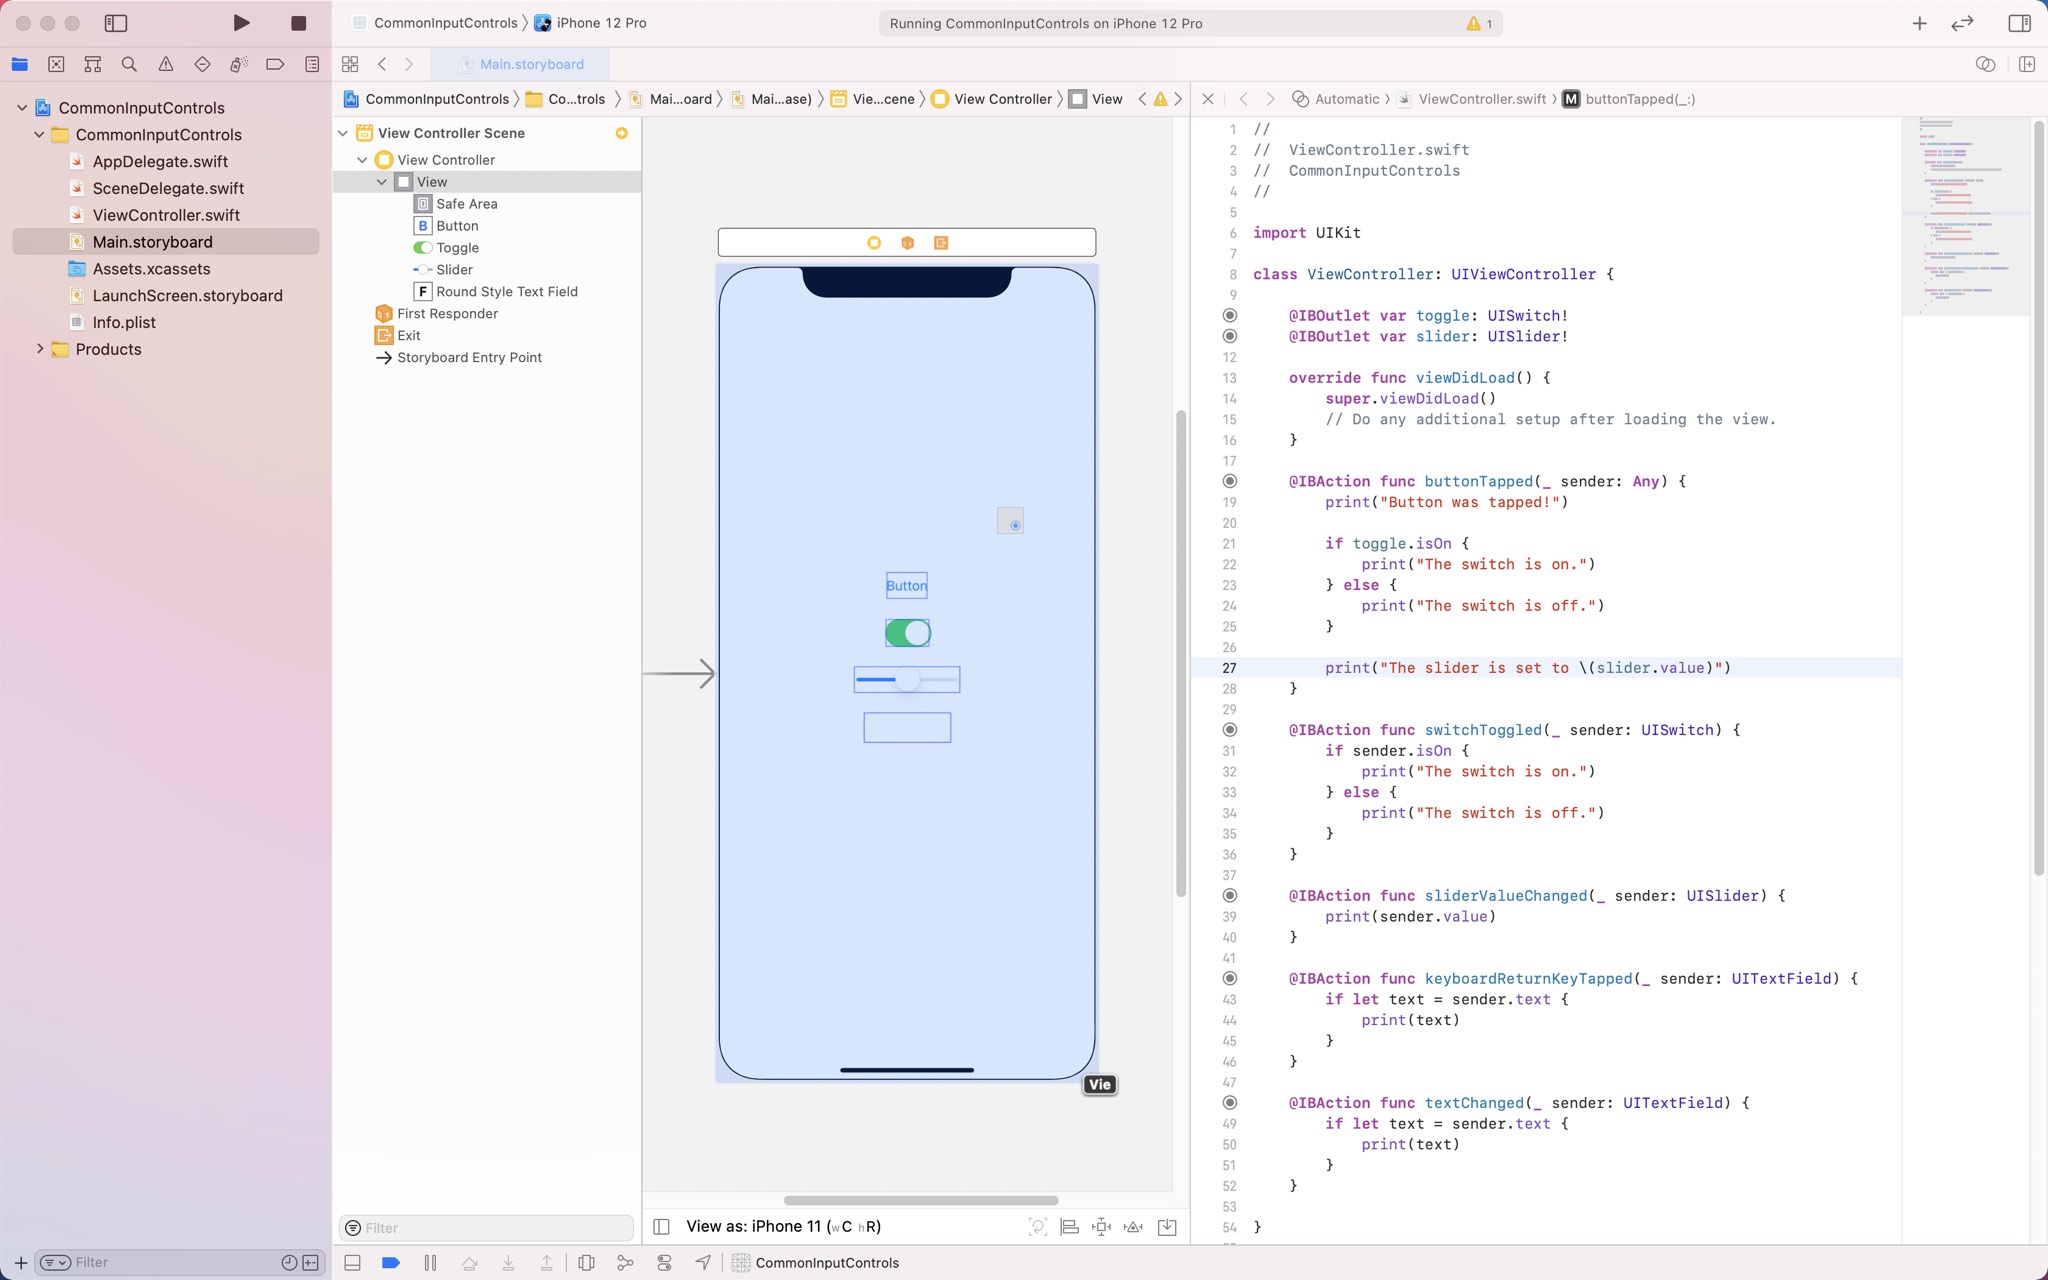 CommonInputControls iPhone 12 Pro
Running CommonInputControls on iPhone 12 Pro
1
Main.storyboard
CommonInputControls
CommonInputControls
AppDelegate.swift
SceneDelegate.swift
ViewController.swift
Main.storyboard
Assets.xcassets
LaunchScreen.storyboard
Info.plist
Products
Filter
CommonInputControls Co...trols Mai...oard Mai...ase) Vie...cene View Controller View
View Controller Scene
View Controller
View
Safe Area
B Button
Toggle
Slider
F Round Style Text Field
First Responder
Exit
Storyboard Entry Point
Filter
Button
Vie
View as: iPhone 11 (wC hR)
CommonInputControls
Automatic ViewController.swift M buttonTapped(_:)
1 //
2 //  ViewController.swift
3 //  CommonInputControls
4 //
5
6 import UIKit
7
8 class ViewController: UIViewController {
9
@IBOutlet var toggle: UISwitch!
@IBOutlet var slider: UISlider!
12
13 override func viewDidLoad() {
14 super.viewDidLoad()
15 // Do any additional setup after loading the view.
16 }
17
@IBAction func buttonTapped(_ sender: Any) {
19 print("Button was tapped!")
20
21 if toggle.isOn {
22 print("The switch is on.")
23 } else {
24 print("The switch is off.")
25 }
26
27 print("The slider is set to \(slider.value)")
28 }
29
@IBAction func switchToggled(_ sender: UISwitch) {
31 if sender.isOn {
32 print("The switch is on.")
33 } else {
34 print("The switch is off.")
35 }
36 }
37
@IBAction func sliderValueChanged(_ sender: UISlider) {
39 print(sender.value)
40 }
41
@IBAction func keyboardReturnKeyTapped(_ sender: UITextField) {
43 if let text = sender.text {
44 print(text)
45 }
46 }
47
@IBAction func textChanged(_ sender: UITextField) {
49 if let text = sender.text {
50 print(text)
51 }
52 }
53
54 }